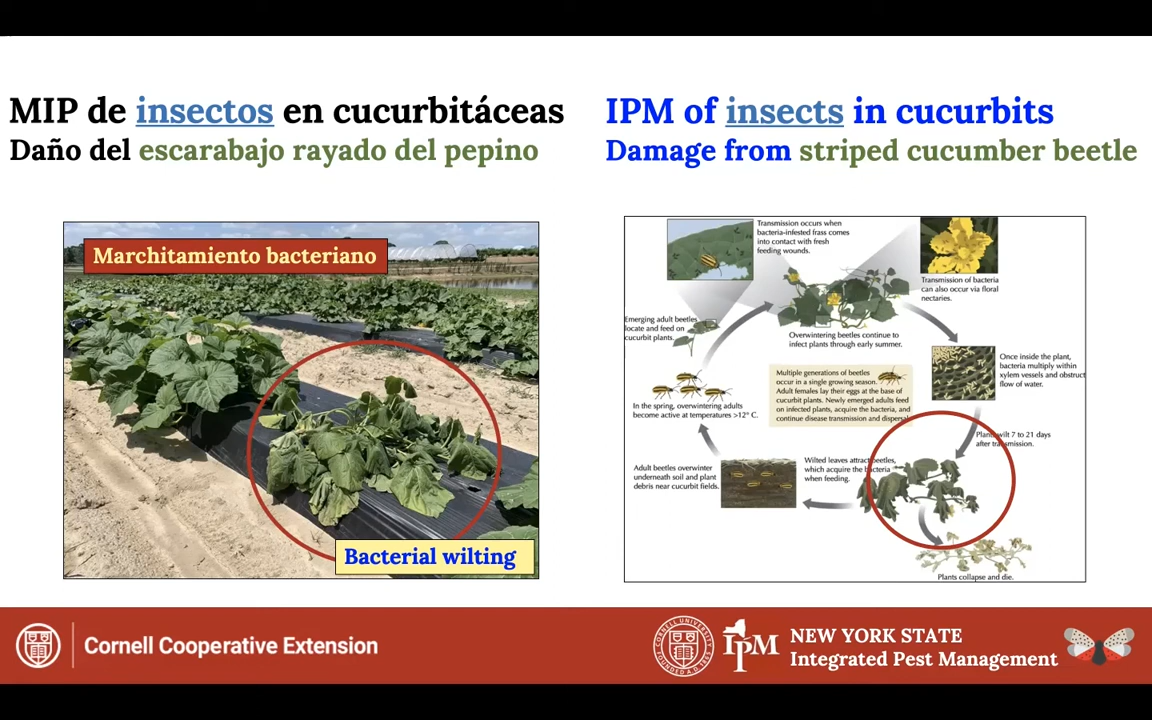 MIP de insectos en cucurbitáceas
Daño del escarabajo rayado del pepino
IPM of insects in cucurbits
Damage from striped cucumber beetle
Marchitamiento bacteriano
Bacterial wilting
Transmission occurs when
bacteria-infested frass comes
into contact with fresh
feeding wounds.
Transmission of bacteria
can also occur via floral
nectaries.
Emerging adult beetles
locate and feed on
cucurbit plants.
Overwintering beetles continue to
infect plants through early summer.
Once inside the plant,
bacteria multiply within
xylem vessels and obstruct
flow of water.
Multiple generations of beetles
occur in a single growing season.
Adult females lay their eggs at the base of
cucurbit plants. Newly emerged adults feed
on infected plants, acquire the bacteria, and
continue disease transmission and dispersal.
In the spring, overwintering adults
become active at temperatures >12° C.
Plants wilt 7 to 21 days
after transmission.
Wilted leaves attract beetles,
which acquire the bacteria
when feeding.
Adult beetles overwinter
underneath soil and plant
debris near cucurbit fields.
Plants collapse and die.
Cornell Cooperative Extension
CORNELL UNIVERSITY
FOUNDED A.D. 1865
IPM
NEW YORK STATE
Integrated Pest Management